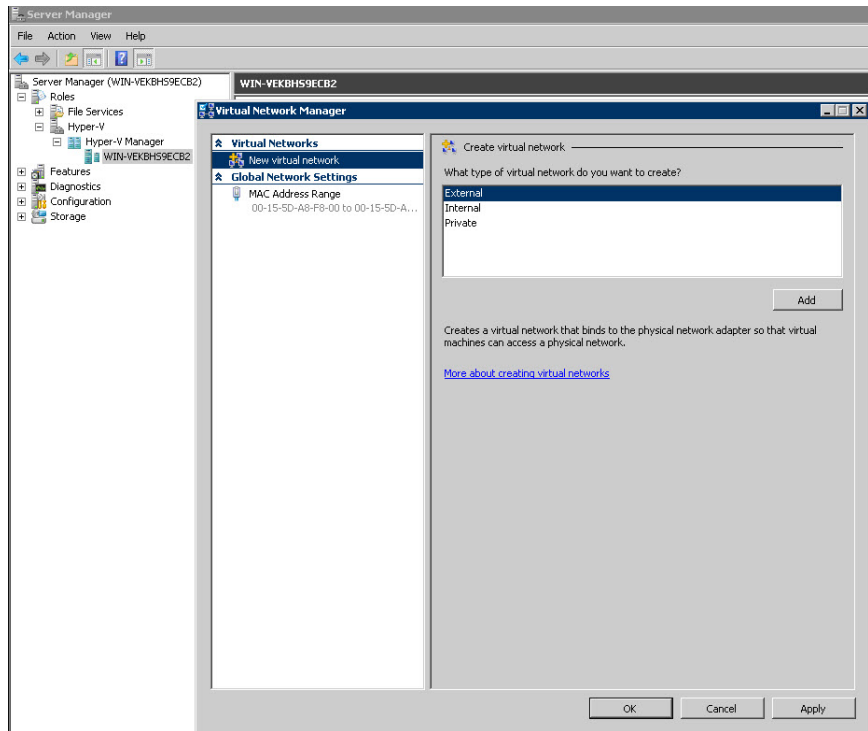 Server Manager
File Action View Help
Server Manager (WIN-VEKBHS9ECB2)
Roles
File Services
Hyper-V
Hyper-V Manager
WIN-VEKBHS9ECB2
Features
Diagnostics
Configuration
Storage
WIN-VEKBHS9ECB2
Virtual Network Manager
Virtual Networks
New virtual network
Global Network Settings
MAC Address Range
00-15-5D-A8-F8-00 to 00-15-5D-A...
Create virtual network
What type of virtual network do you want to create?
External
Internal
Private
Add
Creates a virtual network that binds to the physical network adapter so that virtual
machines can access a physical network.
More about creating virtual networks
OK Cancel Apply